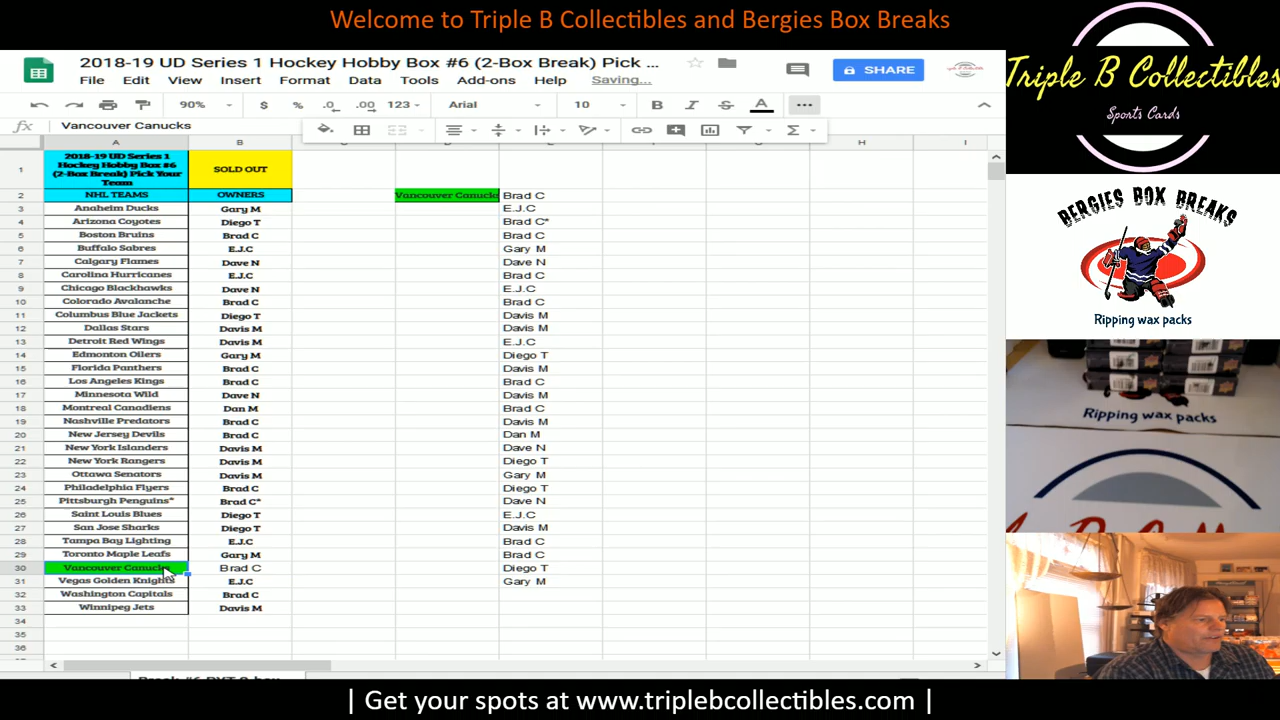 Welcome to Triple B Collectibles and Bergies Box Breaks
2018-19 UD Series 1 Hockey Hobby Box #6 (2-Box Break) Pick ...
SHARE
File Edit View Insert Format Data Tools Add-ons Help Saving...
90% $ % .0 .00 123 Arial 10 B I S A
fx Vancouver Canucks
A B E H I
1 2018-19 UD Series 1 Hockey Hobby Box #6 (2-Box Break) Pick Your Team SOLD OUT
2 NHL TEAMS OWNERS Vancouver Canucks Brad C
3 Anaheim Ducks Gary M E.J.C
4 Arizona Coyotes Diego T Brad C*
5 Boston Bruins Brad C Brad C
6 Buffalo Sabres E.J.C Gary M
7 Calgary Flames Dave N Dave N
8 Carolina Hurricanes E.J.C Brad C
9 Chicago Blackhawks Dave N E.J.C
10 Colorado Avalanche Brad C Brad C
11 Columbus Blue Jackets Diego T Davis M
12 Dallas Stars Davis M Davis M
13 Detroit Red Wings Davis M E.J.C
14 Edmonton Oilers Gary M Diego T
15 Florida Panthers Brad C Davis M
16 Los Angeles Kings Brad C Brad C
17 Minnesota Wild Dave N Davis M
18 Montreal Canadiens Dan M Brad C
19 Nashville Predators Brad C Davis M
20 New Jersey Devils Brad C Dan M
21 New York Islanders Davis M Dave N
22 New York Rangers Davis M Diego T
23 Ottawa Senators Davis M Gary M
24 Philadelphia Flyers Brad C Diego T
25 Pittsburgh Penguins* Brad C* Dave N
26 Saint Louis Blues Diego T E.J.C
27 San Jose Sharks Diego T Davis M
28 Tampa Bay Lighting E.J.C Brad C
29 Toronto Maple Leafs Gary M Brad C
30 Vancouver Canucks Brad C Diego T
31 Vegas Golden Knights E.J.C Gary M
32 Washington Capitals Brad C
33 Winnipeg Jets Davis M
34
35
36
Triple B Collectibles
Sports Cards
BERGIES BOX BREAKS
Ripping wax packs
Ripping wax packs
| Get your spots at www.triplebcollectibles.com |